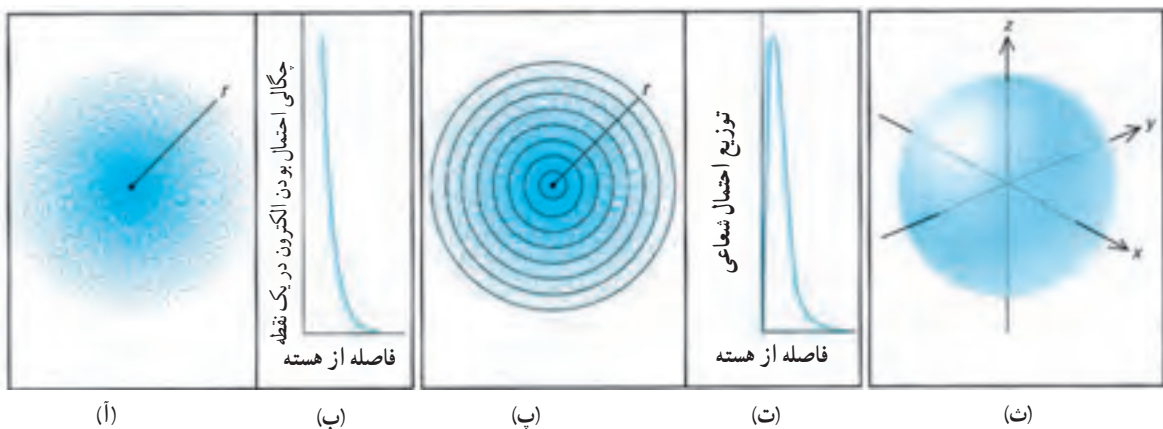 r
چگالی احتمال بودن الکترون در یک نقطه
فاصله از هسته
r
توزیع احتمال شعاعی
فاصله از هسته
z
y
x
(آ)
(ب)
(پ)
(ت)
(ث)